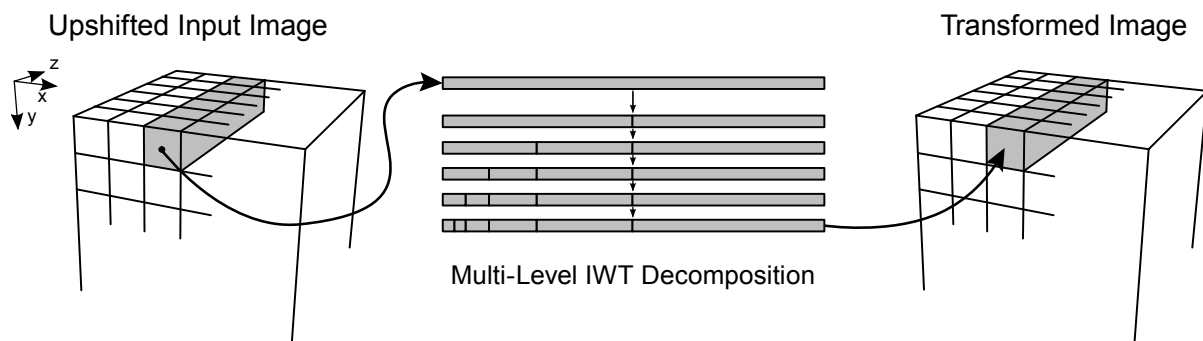 Upshifted Input Image
Transformed Image
z
x
y
Multi-Level IWT Decomposition